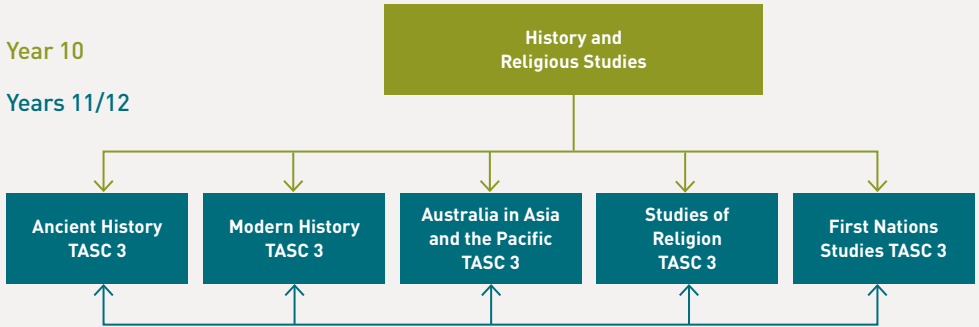 Year 10
Years 11/12
History and
Religious Studies
Ancient History
TASC 3
Modern History
TASC 3
Australia in Asia
and the Pacific
TASC 3
Studies of
Religion
TASC 3
First Nations
Studies TASC 3